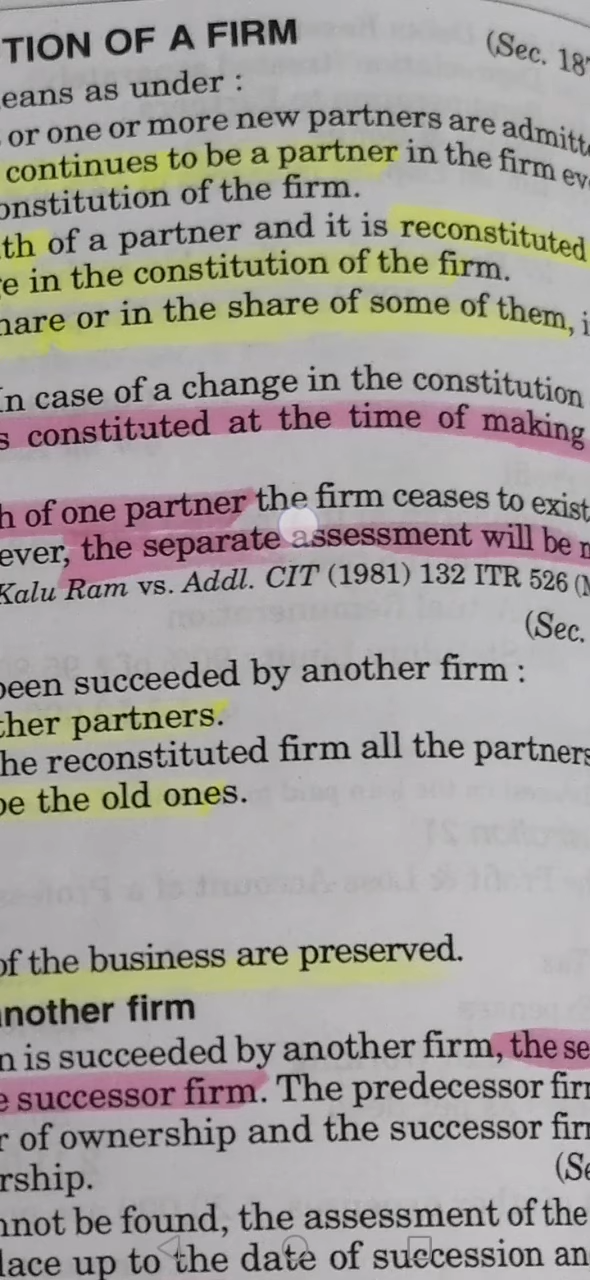 TION OF A FIRM (Sec. 18
eans as under :
or one or more new partners are admitt
continues to be a partner in the firm ev
onstitution of the firm.
th of a partner and it is reconstituted
e in the constitution of the firm.
hare or in the share of some of them, i
In case of a change in the constitution
s constituted at the time of making
h of one partner the firm ceases to exist
ever, the separate assessment will be
Kalu Ram vs. Addl. CIT (1981) 132 ITR 526 (
(Sec.
been succeeded by another firm :
ther partners.
he reconstituted firm all the partners
be the old ones.
of the business are preserved.
nother firm
n is succeeded by another firm, the se
e successor firm. The predecessor fir
r of ownership and the successor fir
rship. (Se
nnot be found, the assessment of the
lace up to the date of succession an